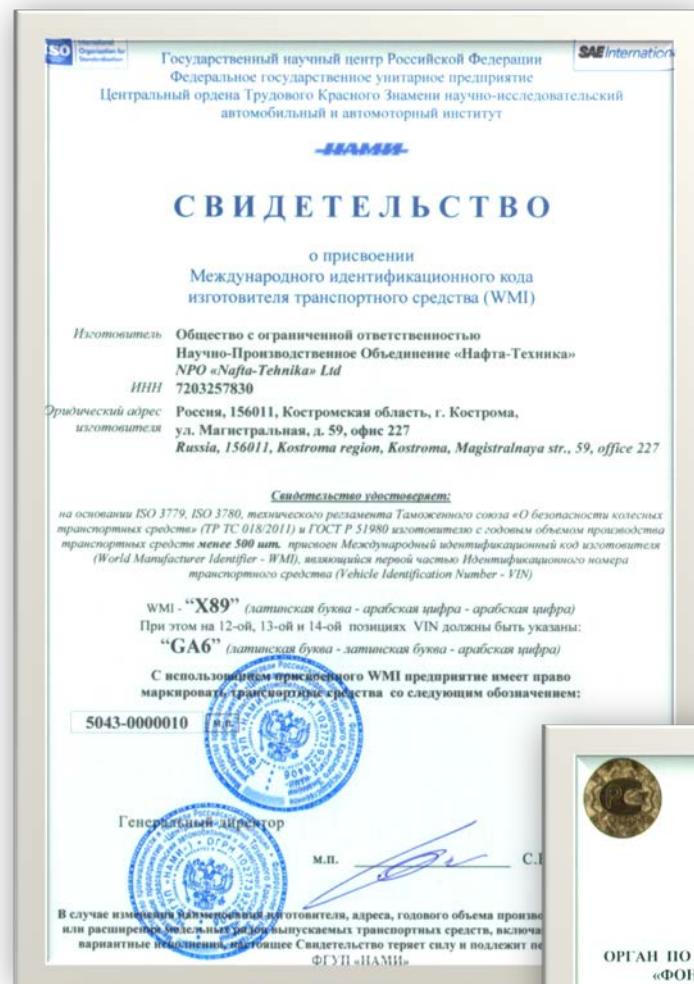 ISO
International
Organization for
Standardization
SAE Internation
Государственный научный центр Российской Федерации
Федеральное государственное унитарное предприятие
Центральный ордена Трудового Красного Знамени научно-исследовательский
автомобильный и автомоторный институт
НАМИ
СВИДЕТЕЛЬСТВО
о присвоении
Международного идентификационного кода
изготовителя транспортного средства (WMI)
Изготовитель Общество с ограниченной ответственностью
Научно-Производственное Объединение «Нафта-Техника»
NPO «Nafta-Tehnika» Ltd
ИНН 7203257830
Юридический адрес Россия, 156011, Костромская область, г. Кострома,
изготовителя ул. Магистральная, д. 59, офис 227
Russia, 156011, Kostroma region, Kostroma, Magistralnaya str., 59, office 227
Свидетельство удостоверяет:
на основании ISO 3779, ISO 3780, технического регламента Таможенного союза «О безопасности колесных
транспортных средств» (ТР ТС 018/2011) и ГОСТ Р 51980 изготовителю с годовым объемом производства
транспортных средств менее 500 шт. присвоен Международный идентификационный код изготовителя
(World Manufacturer Identifier - WMI), являющийся первой частью Идентификационного номера
транспортного средства (Vehicle Identification Number - VIN)
WMI - “X89” (латинская буква - арабская цифра - арабская цифра)
При этом на 12-ой, 13-ой и 14-ой позициях VIN должны быть указаны:
“GA6” (латинская буква - латинская буква - арабская цифра)
С использованием присвоенного WMI предприятие имеет право
маркировать транспортные средства со следующим обозначением:
5043-0000010 м.п.
Генеральный директор
м.п. С.
В случае изменения наименования изготовителя, адреса, годового объема произво
или расширения модельных рядов выпускаемых транспортных средств, включа
вариантные исполнения, настоящее Свидетельство теряет силу и подлежит пе
ФГУП «НАМИ»
РС
ОРГАН ПО
«ФОН